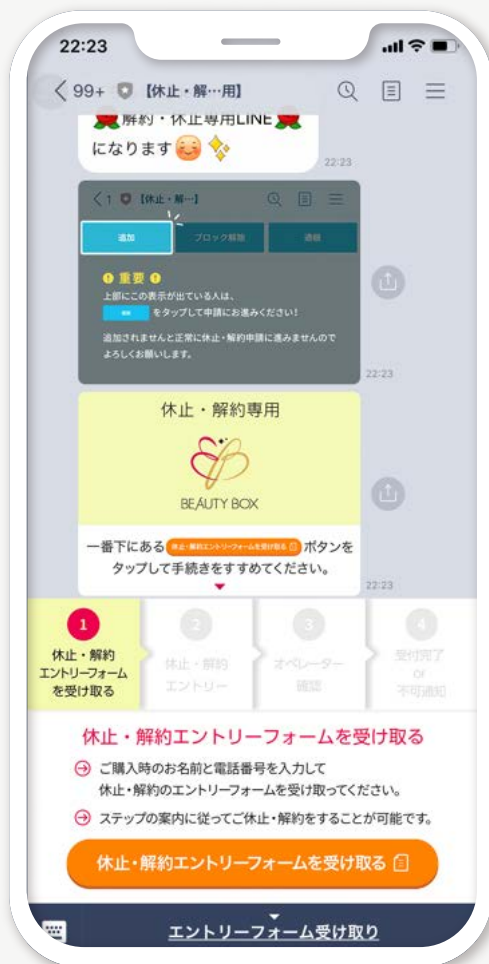 22:23
99+ 【休止・解…用】
解約・休止専用LINE
になります
22:23
1 【休止・解…】
追加 ブロック解除 通報
重要
上部にこの表示が出ている人は、
追加 をタップして申請にお進みください!
追加されませんと正常に休止・解約申請に進みませんので
よろしくお願いします。
22:23
休止・解約専用
BEAUTY BOX
一番下にある 休止・解約エントリーフォームを受け取る ボタンを
タップして手続きをすすめてください。
22:23
1
休止・解約
エントリーフォーム
を受け取る
2
休止・解約
エントリー
3
オペレーター
確認
4
受付完了
or
不可通知
休止・解約エントリーフォームを受け取る
ご購入時のお名前と電話番号を入力して
休止・解約のエントリーフォームを受け取ってください。
ステップの案内に従ってご休止・解約をすることが可能です。
休止・解約エントリーフォームを受け取る
エントリーフォーム受け取り